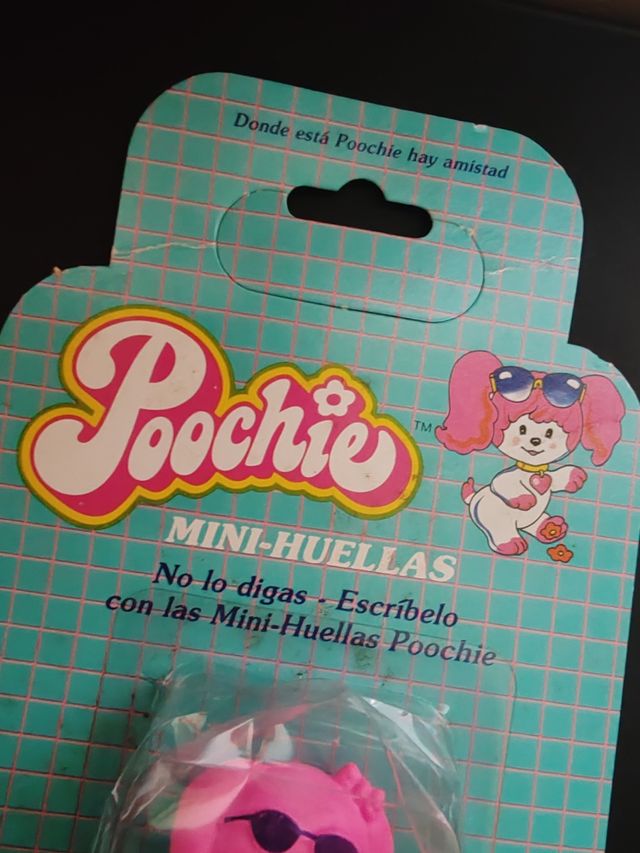 Donde está Poochie hay amistad
Poochie TM
MINI-HUELLAS
No lo digas - Escríbelo
con las Mini-Huellas Poochie